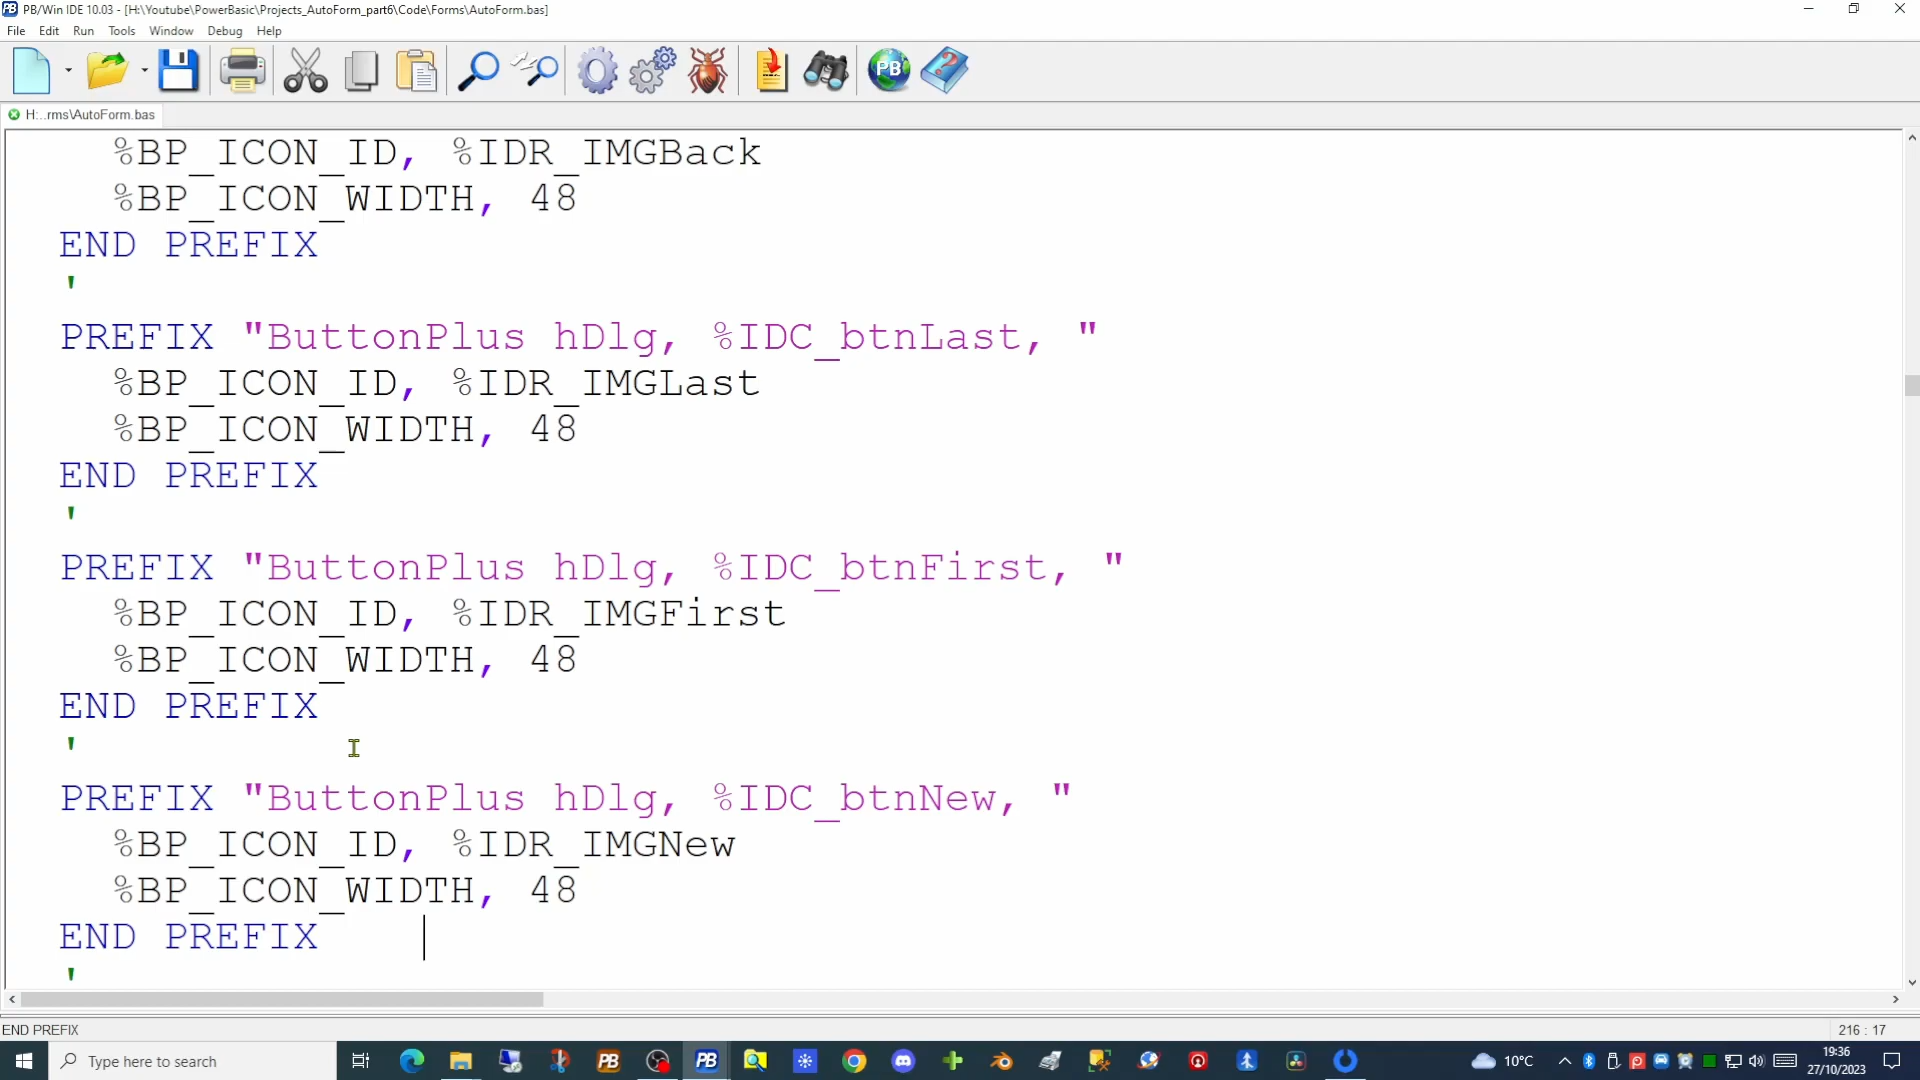 PB/Win IDE 10.03 - [H:\Youtube\PowerBasic\Projects_AutoForm_part6\Code\Forms\AutoForm.bas]
File Edit Run Tools Window Debug Help
PB
H:..rms\AutoForm.bas
%BP_ICON_ID, %IDR_IMGBack
%BP_ICON_WIDTH, 48
END PREFIX
'
PREFIX "ButtonPlus hDlg, %IDC_btnLast, "
%BP_ICON_ID, %IDR_IMGLast
%BP_ICON_WIDTH, 48
END PREFIX
'
PREFIX "ButtonPlus hDlg, %IDC_btnFirst, "
%BP_ICON_ID, %IDR_IMGFirst
%BP_ICON_WIDTH, 48
END PREFIX
'
PREFIX "ButtonPlus hDlg, %IDC_btnNew, "
%BP_ICON_ID, %IDR_IMGNew
%BP_ICON_WIDTH, 48
END PREFIX
'
END PREFIX 216 : 17
Type here to search PB PB 10°C 19:36
27/10/2023